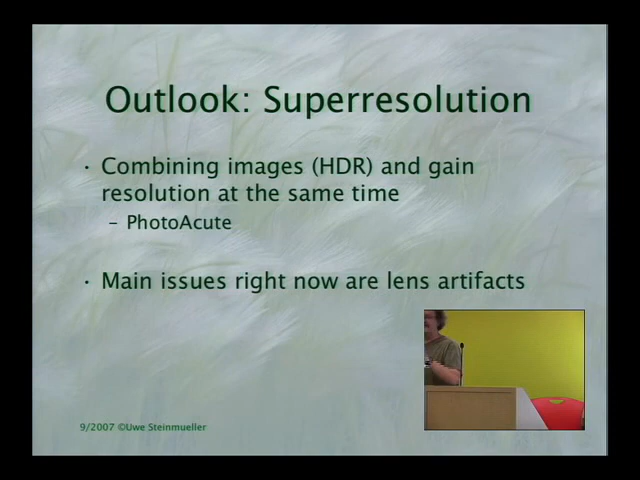 Outlook: Superresolution
· Combining images (HDR) and gain
resolution at the same time
– PhotoAcute
· Main issues right now are lens artifacts
9/2007 ©Uwe Steinmueller